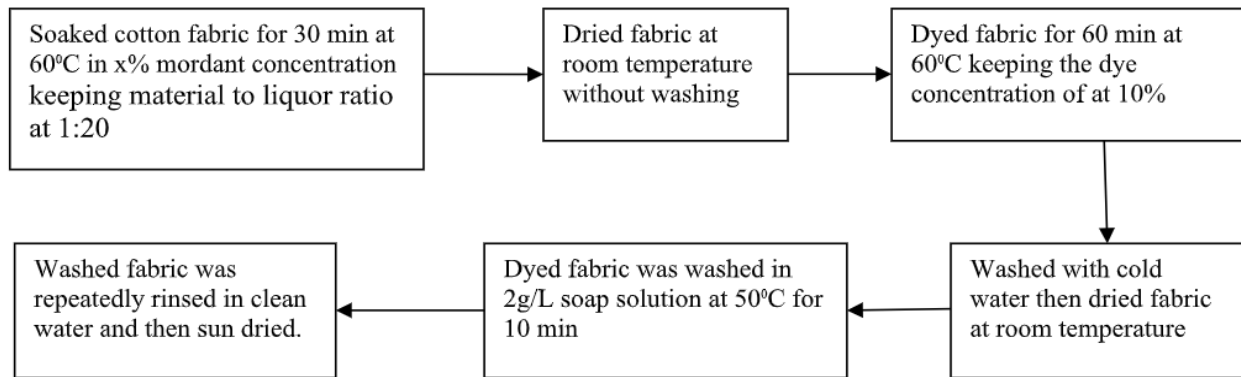 Soaked cotton fabric for 30 min at
60⁰C in x% mordant concentration
keeping material to liquor ratio
at 1:20
Dried fabric at
room temperature
without washing
Dyed fabric for 60 min at
60⁰C keeping the dye
concentration of at 10%
Washed with cold
water then dried fabric
at room temperature
Dyed fabric was washed in
2g/L soap solution at 50⁰C for
10 min
Washed fabric was
repeatedly rinsed in clean
water and then sun dried.